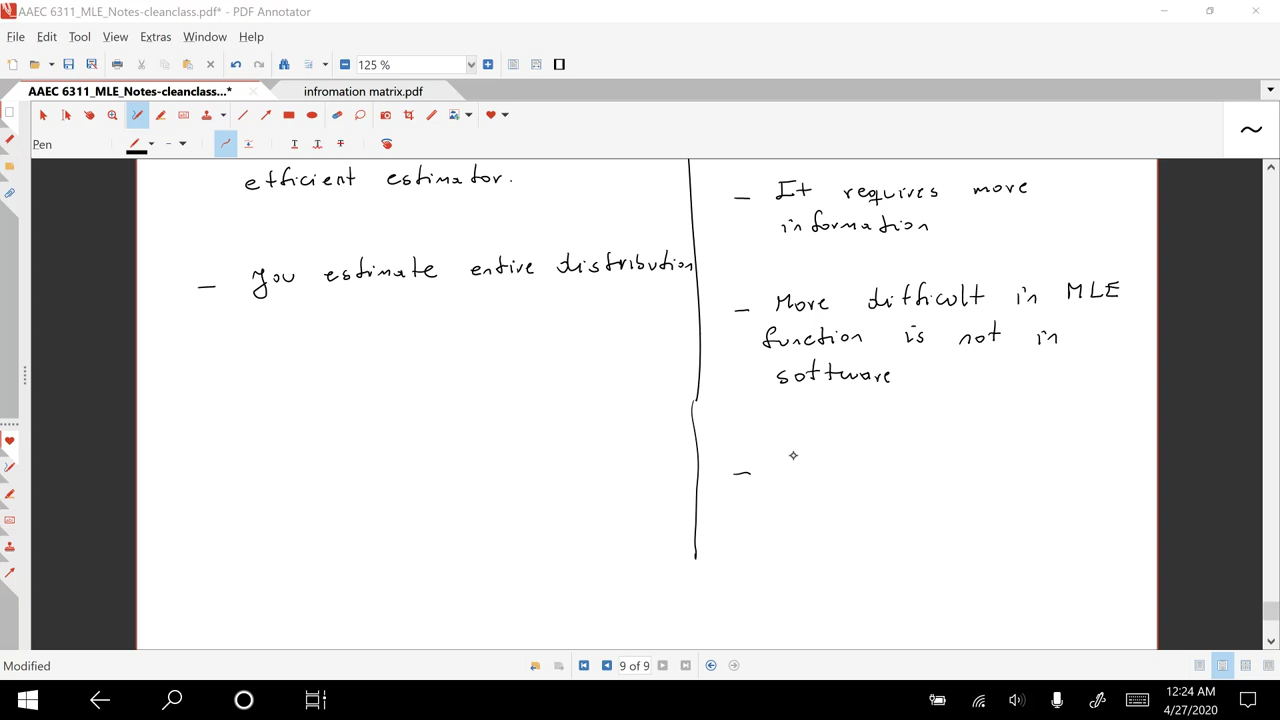 AAEC 6311_MLE_Notes-cleanclass.pdf* - PDF Annotator
File Edit Tool View Extras Window Help
125 %
AAEC 6311_MLE_Notes-cleanclass...* infromation matrix.pdf
Pen
efficient estimator.
- You estimate entire distribution
- It requires more
information
- More difficult in MLE
function is not in
software
-
Modified
9 of 9
12:24 AM
4/27/2020